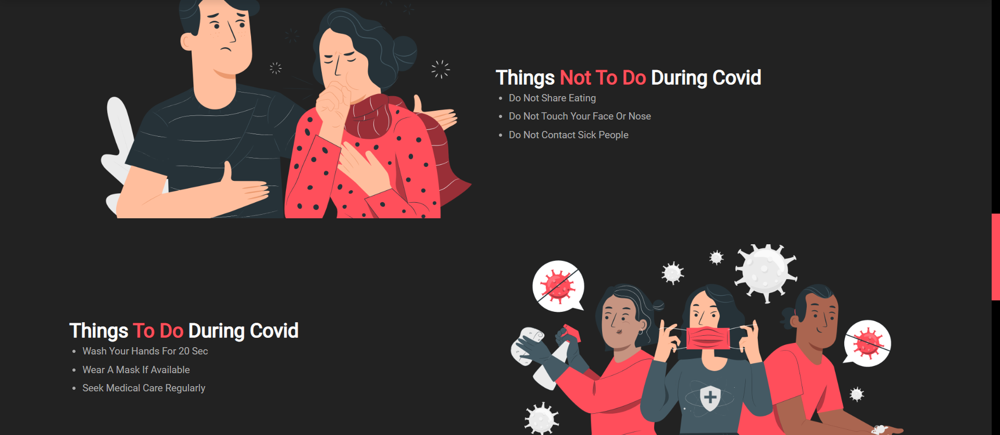 Things Not To Do During Covid
Do Not Share Eating
Do Not Touch Your Face Or Nose
Do Not Contact Sick People
Things To Do During Covid
Wash Your Hands For 20 Sec
Wear A Mask If Available
Seek Medical Care Regularly